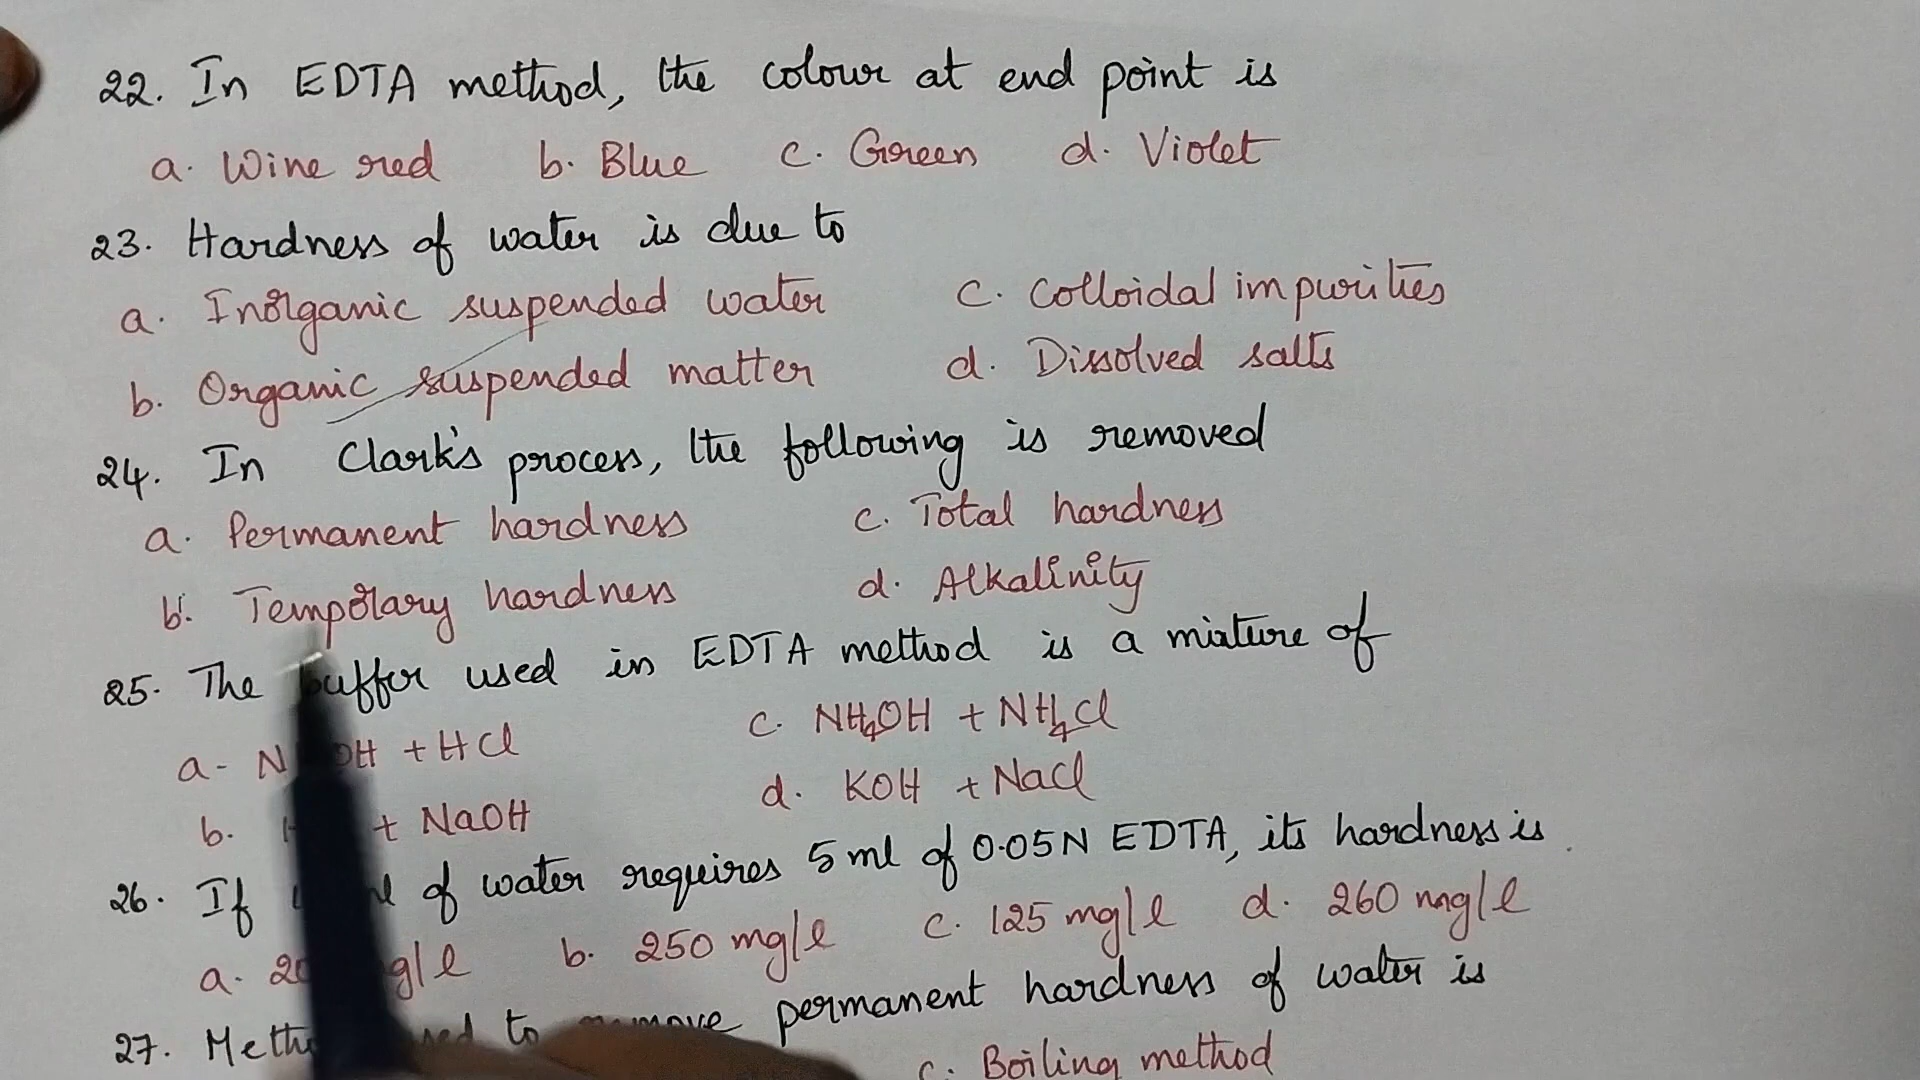 22. In EDTA method, the colour at end point is
a. Wine red b. Blue c. Green d. Violet
23. Hardness of water is due to
a. Inorganic suspended water c. Colloidal impurities
b. Organic suspended matter d. Dissolved salts
24. In Clark's process, the following is removed
a. Permanent hardness c. Total hardness
b. Temporary hardness d. Alkalinity
25. The buffer used in EDTA method is a mixture of
a- + HCl c. NH4OH + NH4Cl
b. + NaOH d. KOH + NaCl
26. If of water requires 5 ml of 0.05N EDTA, its hardness is
a. b. 250 mg/l c. 125 mg/l d. 260 mg/l
27. to permanent hardness of water is
c. Boiling method